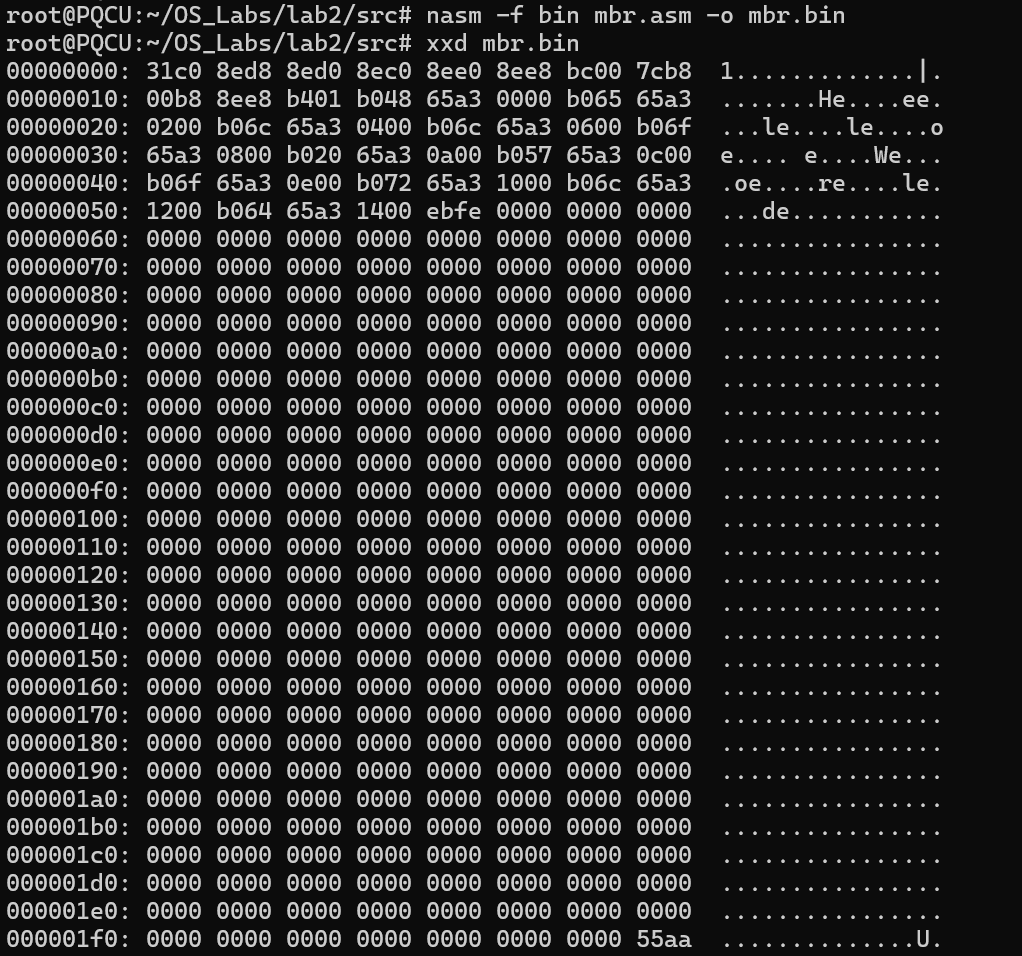 root@PQCU:~/OS_Labs/lab2/src# nasm -f bin mbr.asm -o mbr.bin
root@PQCU:~/OS_Labs/lab2/src# xxd mbr.bin
00000000: 31c0 8ed8 8ed0 8ec0 8ee0 8ee8 bc00 7cb8  1.............|.
00000010: 00b8 8ee8 b401 b048 65a3 0000 b065 65a3  .......He....ee.
00000020: 0200 b06c 65a3 0400 b06c 65a3 0600 b06f  ...le....le....o
00000030: 65a3 0800 b020 65a3 0a00 b057 65a3 0c00  e.... e....We...
00000040: b06f 65a3 0e00 b072 65a3 1000 b06c 65a3  .oe....re....le.
00000050: 1200 b064 65a3 1400 ebfe 0000 0000 0000  ...de...........
00000060: 0000 0000 0000 0000 0000 0000 0000 0000  ................
00000070: 0000 0000 0000 0000 0000 0000 0000 0000  ................
00000080: 0000 0000 0000 0000 0000 0000 0000 0000  ................
00000090: 0000 0000 0000 0000 0000 0000 0000 0000  ................
000000a0: 0000 0000 0000 0000 0000 0000 0000 0000  ................
000000b0: 0000 0000 0000 0000 0000 0000 0000 0000  ................
000000c0: 0000 0000 0000 0000 0000 0000 0000 0000  ................
000000d0: 0000 0000 0000 0000 0000 0000 0000 0000  ................
000000e0: 0000 0000 0000 0000 0000 0000 0000 0000  ................
000000f0: 0000 0000 0000 0000 0000 0000 0000 0000  ................
00000100: 0000 0000 0000 0000 0000 0000 0000 0000  ................
00000110: 0000 0000 0000 0000 0000 0000 0000 0000  ................
00000120: 0000 0000 0000 0000 0000 0000 0000 0000  ................
00000130: 0000 0000 0000 0000 0000 0000 0000 0000  ................
00000140: 0000 0000 0000 0000 0000 0000 0000 0000  ................
00000150: 0000 0000 0000 0000 0000 0000 0000 0000  ................
00000160: 0000 0000 0000 0000 0000 0000 0000 0000  ................
00000170: 0000 0000 0000 0000 0000 0000 0000 0000  ................
00000180: 0000 0000 0000 0000 0000 0000 0000 0000  ................
00000190: 0000 0000 0000 0000 0000 0000 0000 0000  ................
000001a0: 0000 0000 0000 0000 0000 0000 0000 0000  ................
000001b0: 0000 0000 0000 0000 0000 0000 0000 0000  ................
000001c0: 0000 0000 0000 0000 0000 0000 0000 0000  ................
000001d0: 0000 0000 0000 0000 0000 0000 0000 0000  ................
000001e0: 0000 0000 0000 0000 0000 0000 0000 0000  ................
000001f0: 0000 0000 0000 0000 0000 0000 0000 55aa  ..............U.